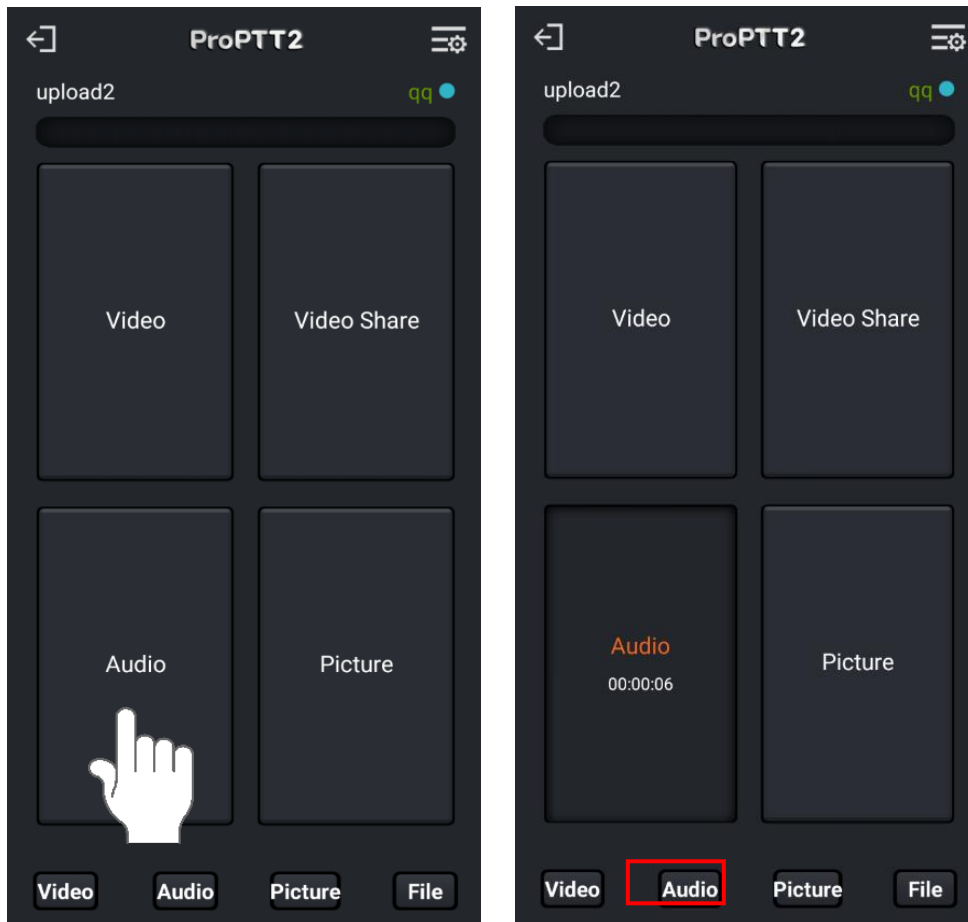 ProPTT2
upload2 qq
Video Video Share
Audio Picture
Video Audio Picture File
ProPTT2
upload2 qq
Video Video Share
Audio
00:00:06
Picture
Video Audio Picture File